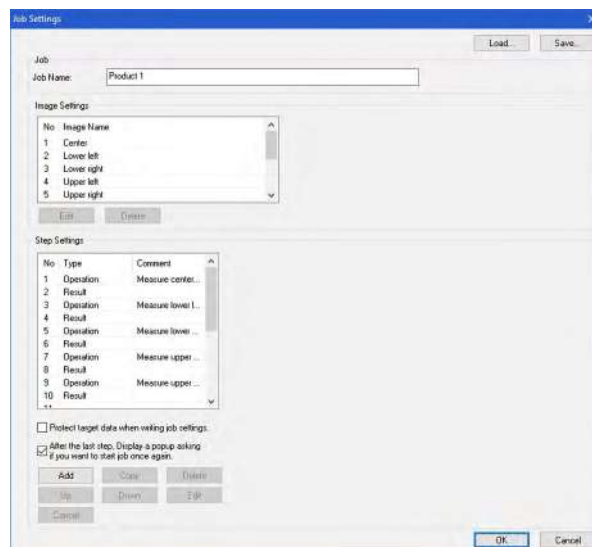 Job Settings
Load... Save...
Job
Job Name: Product 1
Image Settings
No Image Name
1 Center
2 Lower left
3 Lower right
4 Upper left
5 Upper right
Edit Delete
Step Settings
No Type Comment
1 Operation Measure center...
2 Result
3 Operation Measure lower l...
4 Result
5 Operation Measure lower ...
6 Result
7 Operation Measure upper ...
8 Result
9 Operation Measure upper ...
10 Result
Protect target data when writing job settings.
After the last step, Display a popup asking
if you want to start job once again.
Add Copy Delete
Up Down Edit
Cancel
OK Cancel